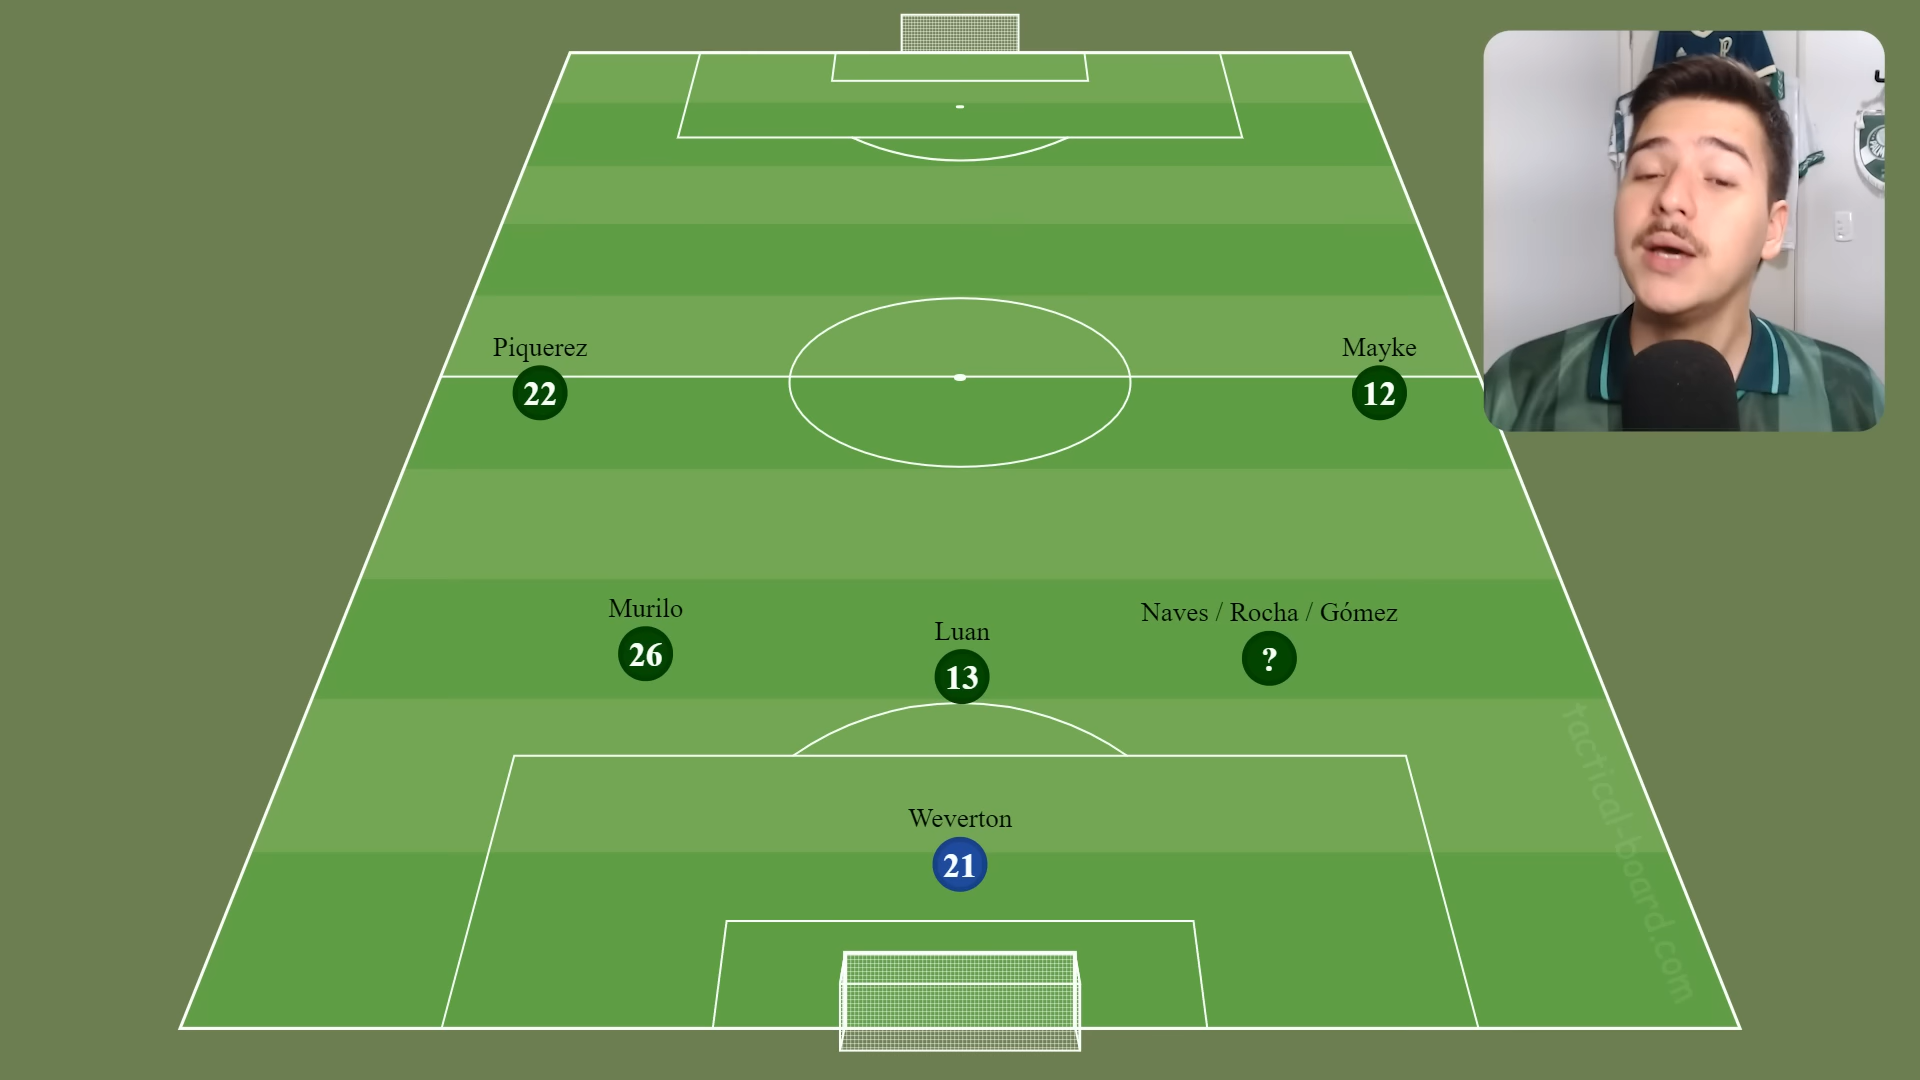 Piquerez
22
Mayke
12
Murilo
26
Luan
13
Naves / Rocha / Gómez
?
Weverton
21
tactical-board.com